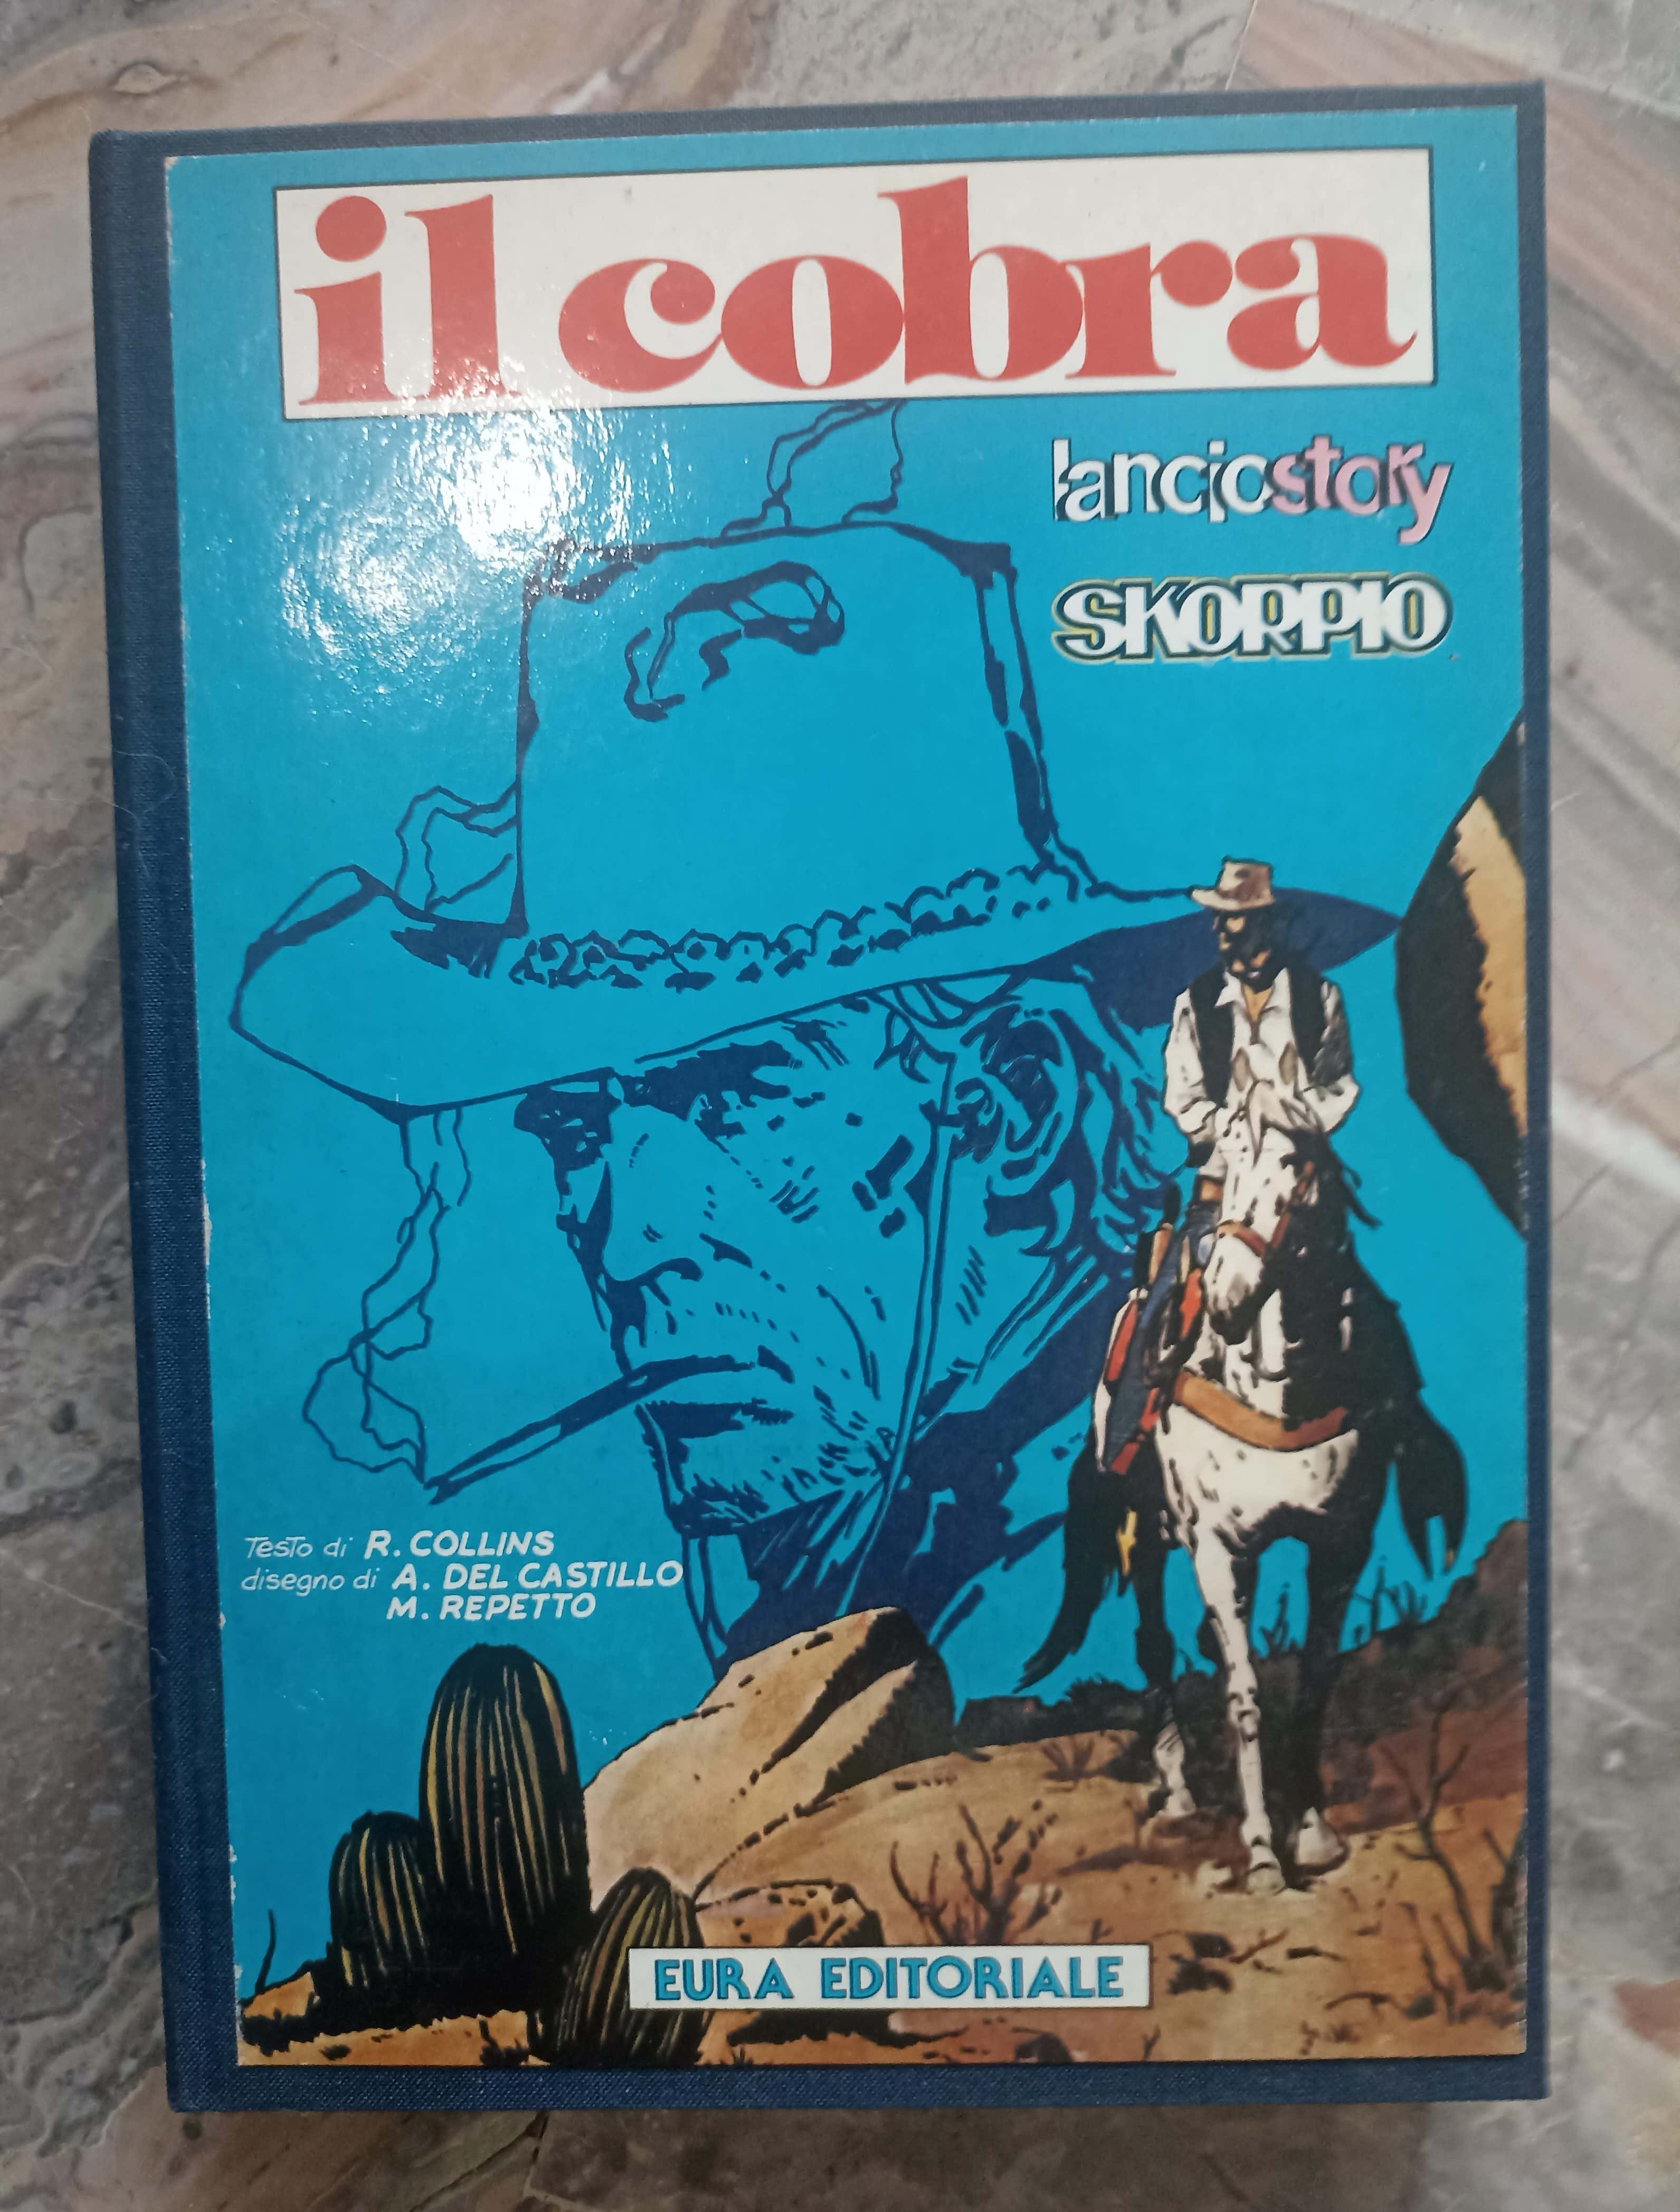 il cobra
lanciostory
SKORPIO
Testo di R. COLLINS
disegno di A. DEL CASTILLO
M. REPETTO
EURA EDITORIALE